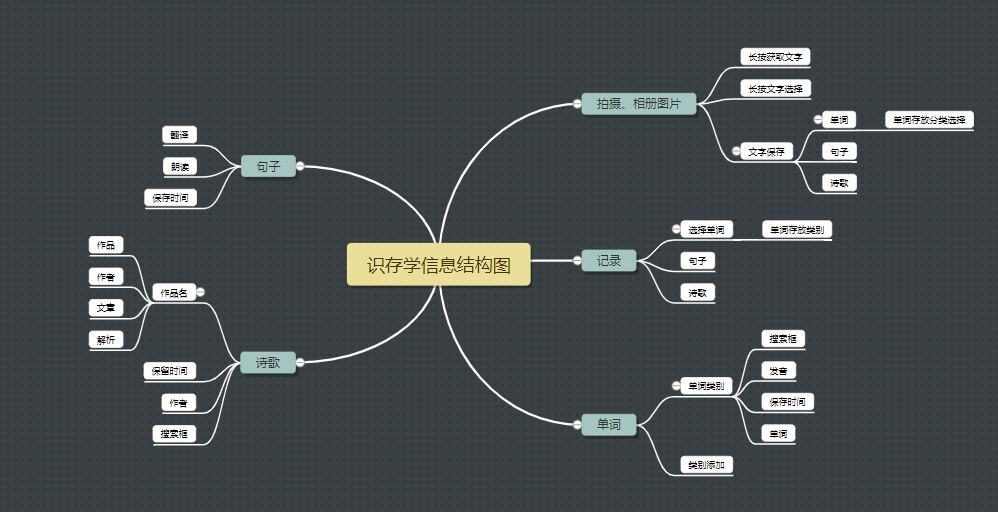 识存学信息结构图
拍摄、相册图片
长按获取文字
长按文字选择
文字保存
单词
单词存放分类选择
句子
诗歌
记录
选择单词
单词存放类别
句子
诗歌
单词
单词类别
搜索框
发音
保存时间
单词
类别添加
句子
翻译
朗读
保存时间
诗歌
作品名
作品
作者
文章
解析
保留时间
作者
搜索框